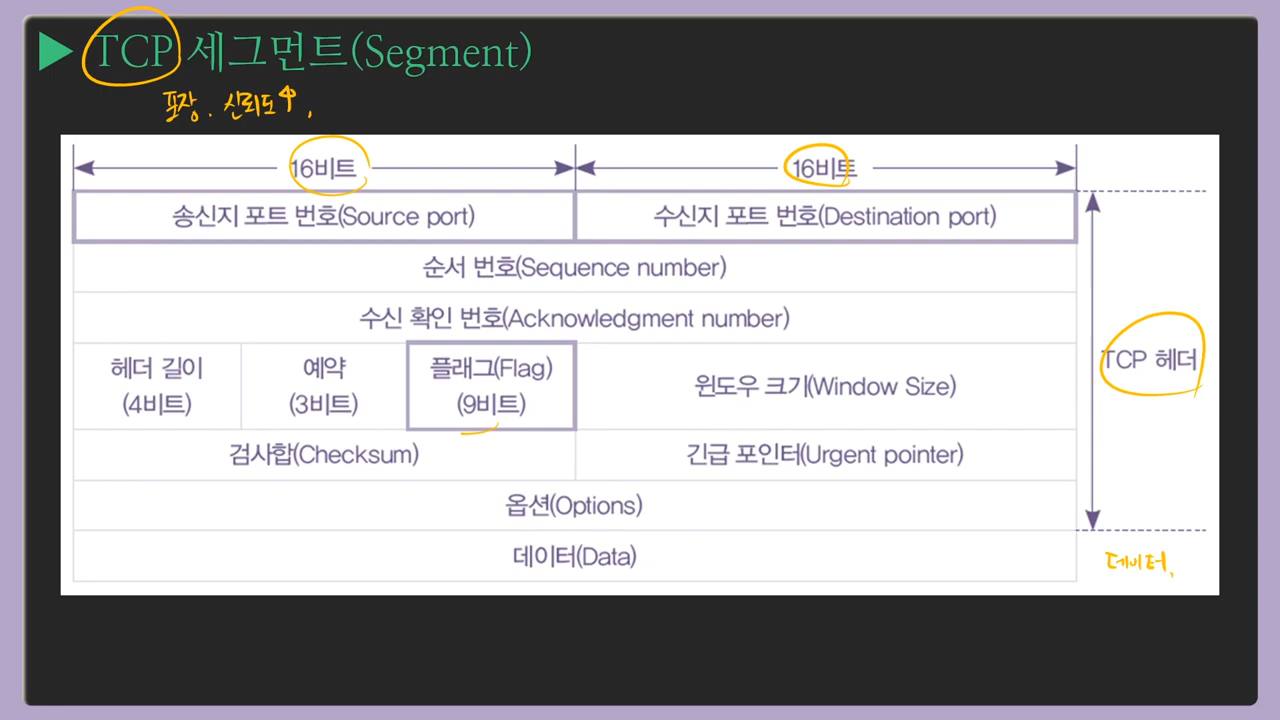 ▶ TCP 세그먼트(Segment)
포장. 신뢰도↑,
16비트 16비트
송신지 포트 번호(Source port) 수신지 포트 번호(Destination port)
순서 번호(Sequence number)
수신 확인 번호(Acknowledgment number)
TCP 헤더
헤더 길이 예약 플래그(Flag) 윈도우 크기(Window Size)
(4비트) (3비트) (9비트)
검사합(Checksum) 긴급 포인터(Urgent pointer)
옵션(Options)
데이터(Data)
데이터,